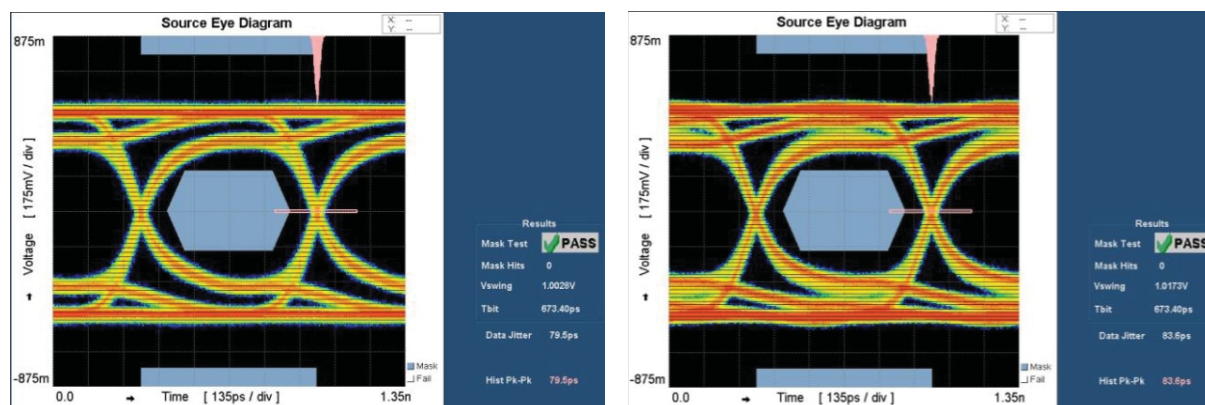 Source Eye Diagram
X: --
Y: --
875m
Voltage [ 175mV / div ]
-875m
0.0
Time [ 135ps / div ]
1.35n
Mask
Fail
Results
Mask Test PASS
Mask Hits 0
Vswing 1.0026V
Tbit 673.40ps
Data Jitter 79.5ps
Hist Pk-Pk 79.5ps
Source Eye Diagram
X: --
Y: --
875m
Voltage [ 175mV / div ]
-875m
0.0
Time [ 135ps / div ]
1.35n
Mask
Fail
Results
Mask Test PASS
Mask Hits 0
Vswing 1.0173V
Tbit 673.40ps
Data Jitter 83.6ps
Hist Pk-Pk 83.6ps